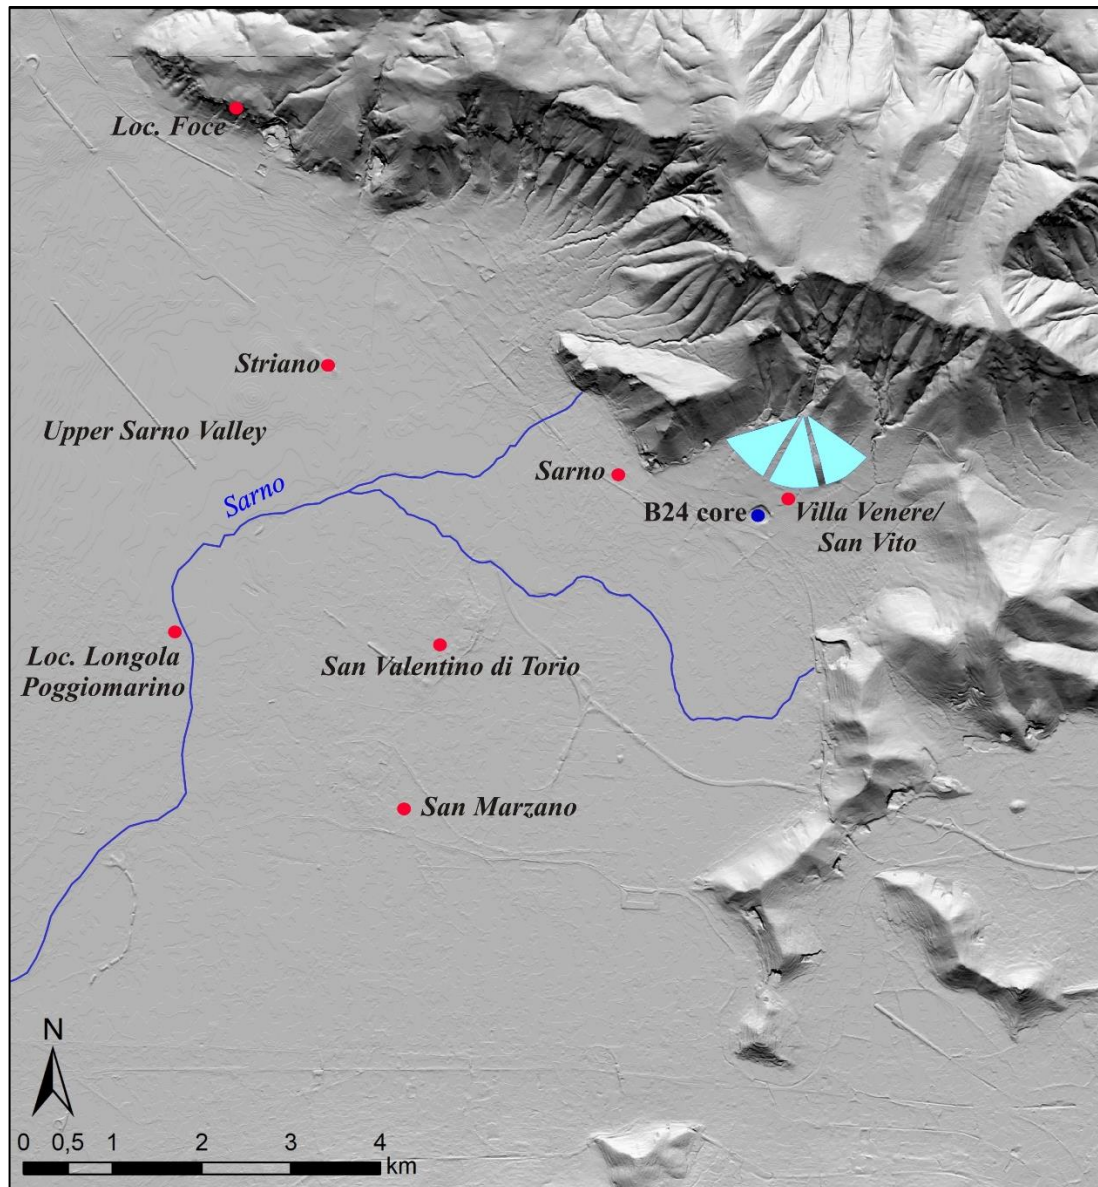 Loc. Foce
Striano
Upper Sarno Valley
Sarno
Sarno
B24 core
Villa Venere/
San Vito
Loc. Longola
Poggiomarino
San Valentino di Torio
San Marzano
N
0 0,5 1 2 3 4
km